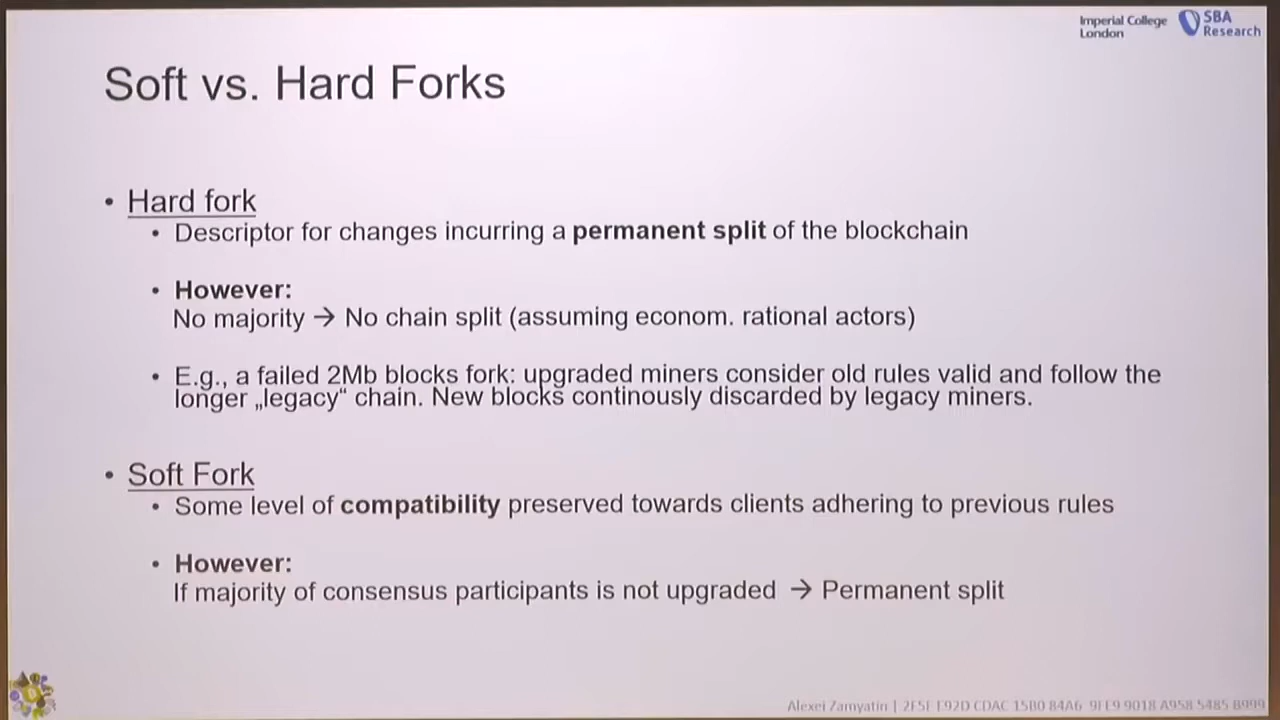 Imperial College
London
SBA
Research
Soft vs. Hard Forks
• Hard fork
• Descriptor for changes incurring a permanent split of the blockchain
• However:
No majority → No chain split (assuming econom. rational actors)
• E.g., a failed 2Mb blocks fork: upgraded miners consider old rules valid and follow the
longer „legacy“ chain. New blocks continously discarded by legacy miners.
• Soft Fork
• Some level of compatibility preserved towards clients adhering to previous rules
• However:
If majority of consensus participants is not upgraded → Permanent split
Alexei Zamyatin | 2F5F F92D CDAC 15B0 84A6 9FE9 9018 A958 5485 8999